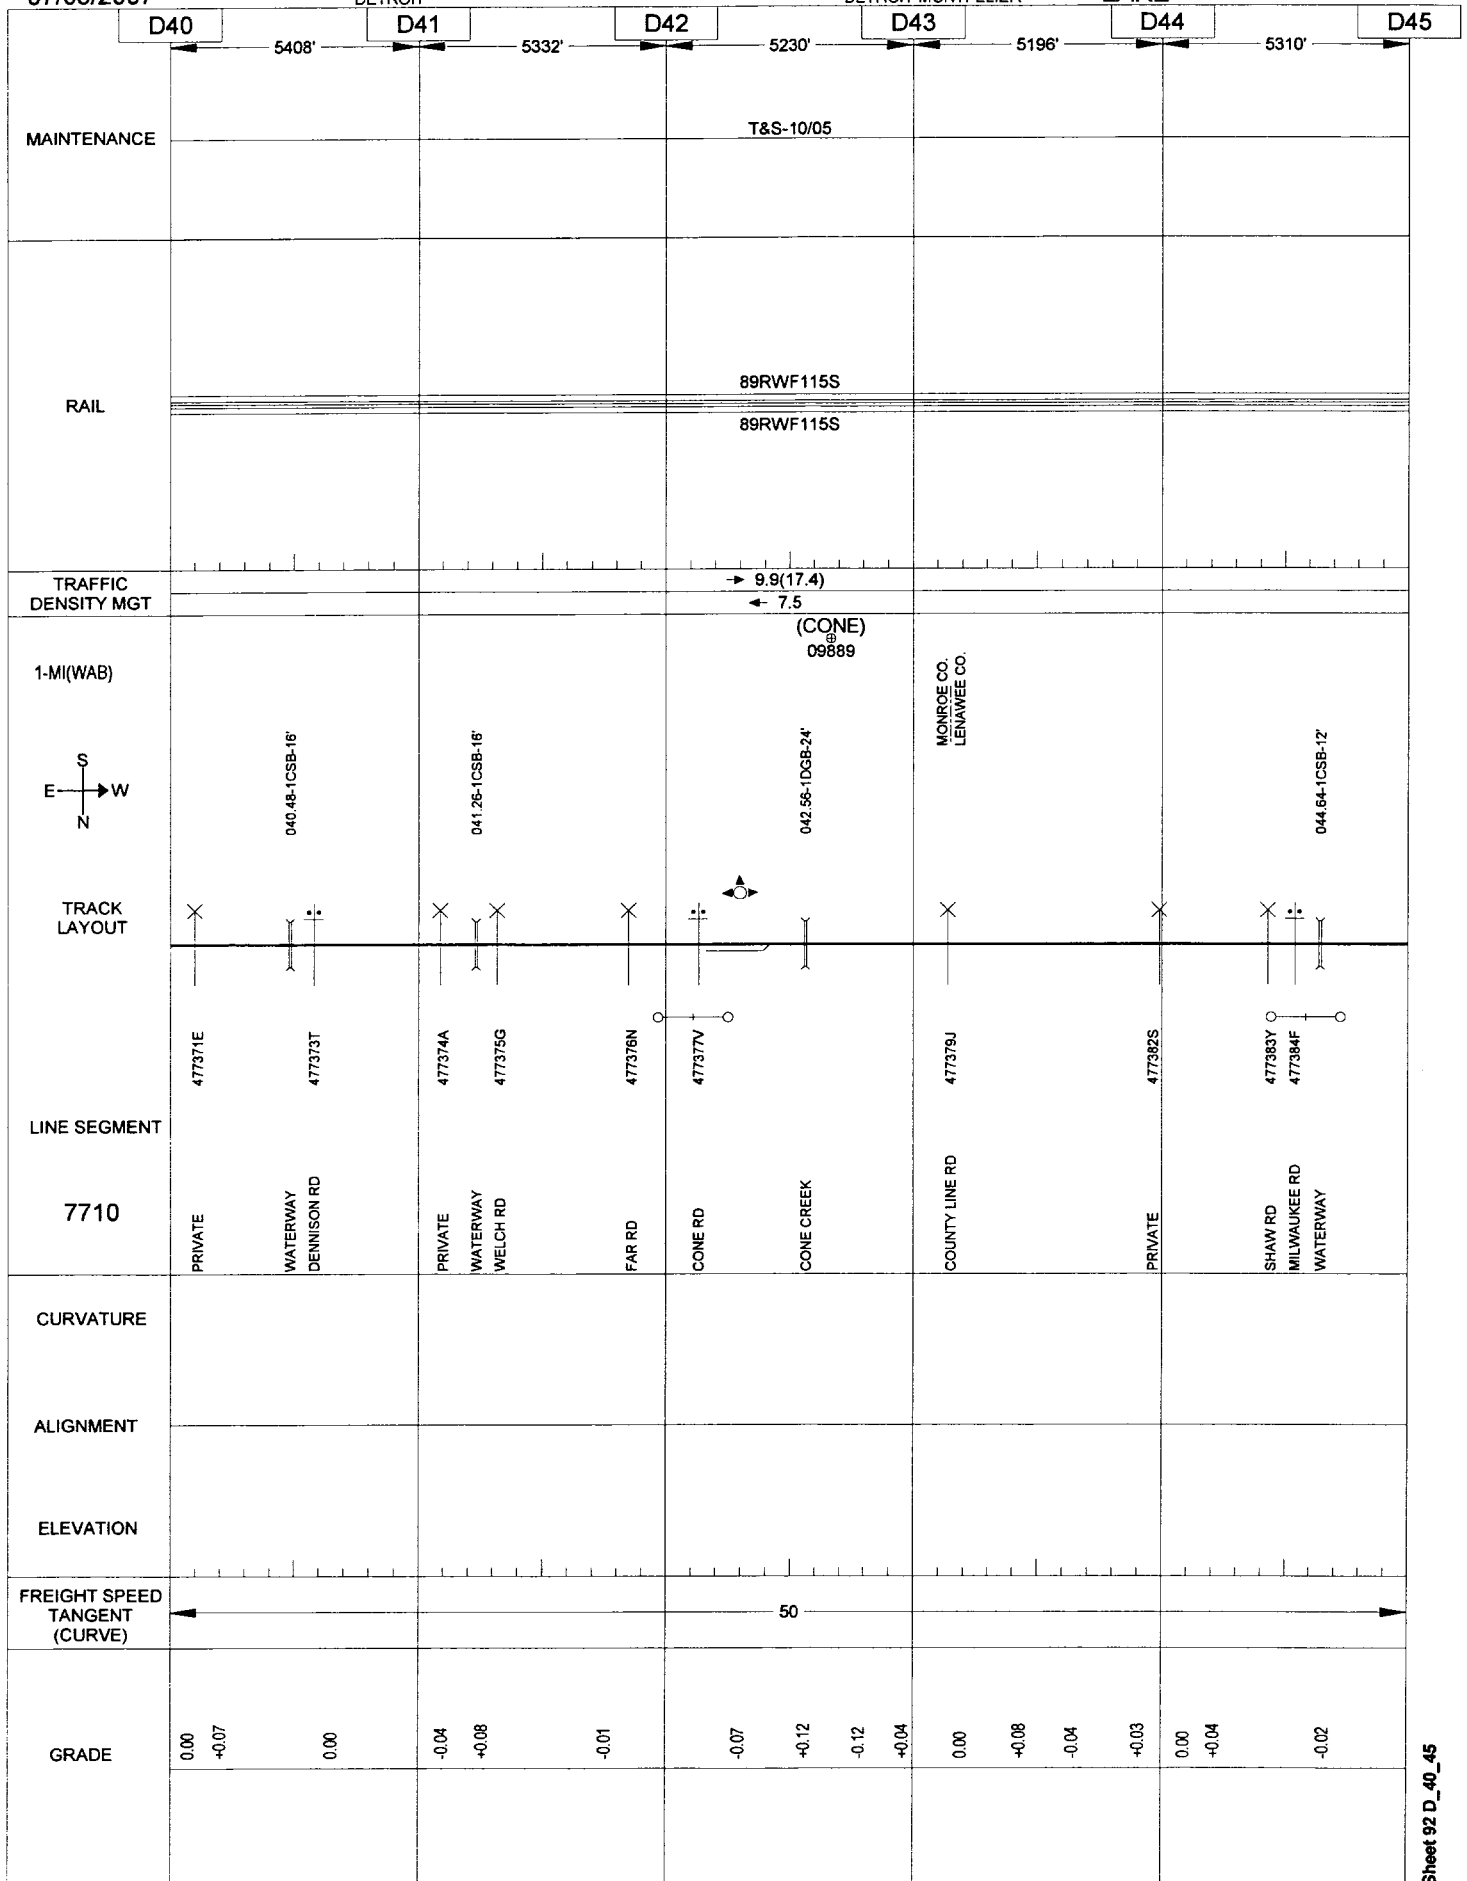 D40 D41 D42 D43 D44 D45
5408' 5332' 5230' 5196' 5310'
MAINTENANCE
T&S-10/05
RAIL
89RWF115S
89RWF115S
TRAFFIC
DENSITY MGT
9.9(17.4)
7.5
(CONE)
09889
1-MI(WAB)
MONROE CO.
LENAWEE CO.
S
E W
N
040.48-1CSB-16'
041.26-1CSB-16'
042.56-1DGB-24'
044.64-1CSB-12'
TRACK
LAYOUT
477371E
477373T
477374A
477375G
477376N
477377V
477379J
477382S
477383Y
477384F
LINE SEGMENT
7710
PRIVATE
WATERWAY
DENNISON RD
PRIVATE
WATERWAY
WELCH RD
FAR RD
CONE RD
CONE CREEK
COUNTY LINE RD
PRIVATE
SHAW RD
MILWAUKEE RD
WATERWAY
CURVATURE
ALIGNMENT
ELEVATION
FREIGHT SPEED
TANGENT
(CURVE)
50
GRADE
0.00
+0.07
0.00
-0.04
+0.08
-0.01
-0.07
+0.12
-0.12
+0.04
0.00
+0.08
-0.04
+0.03
0.00
+0.04
-0.02
Sheet 92 D_40_45